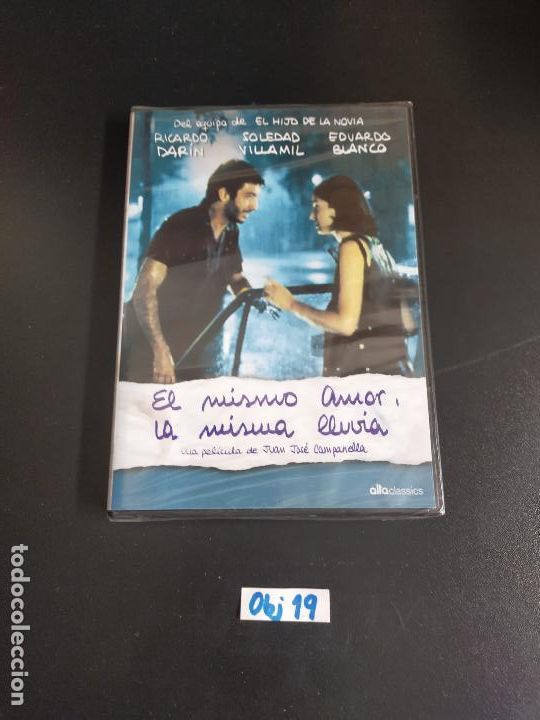 Del equipo de EL HIJO DE LA NOVIA
RICARDO DARÍN
SOLEDAD VILLAMIL
EDUARDO BLANCO
El mismo amor,
la misma lluvia
una película de Juan José Campanella
altaclassics
Obj 19
todocoleccion